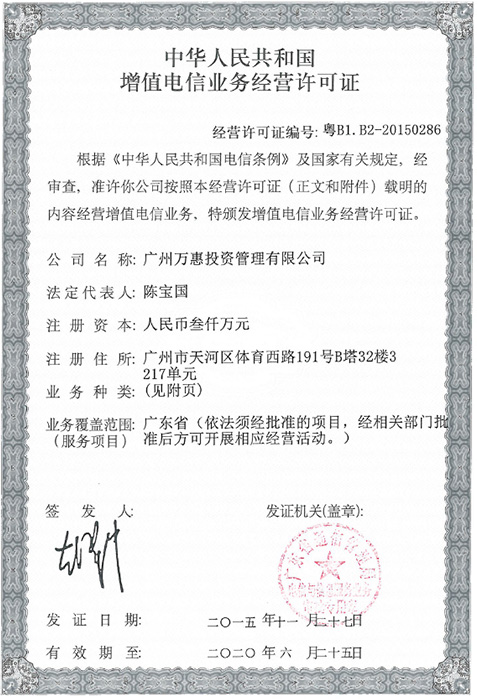 中华人民共和国
增值电信业务经营许可证
经营许可证编号: 粤B1.B2-20150286
根据《中华人民共和国电信条例》及国家有关规定，经
审查，准许你公司按照本经营许可证（正文和附件）载明的
内容经营增值电信业务，特颁发增值电信业务经营许可证。
公司名称: 广州万惠投资管理有限公司
法定代表人: 陈宝国
注册资本: 人民币叁仟万元
注册住所: 广州市天河区体育西路191号B塔32楼3
217单元
业务种类: (见附页)
业务覆盖范围: 广东省（依法须经批准的项目，经相关部门批
(服务项目) 准后方可开展相应经营活动。）
签发人
发证机关(盖章):
发证日期: 二〇一五年十一月二十七日
有效期至: 二〇二〇年六月二十五日